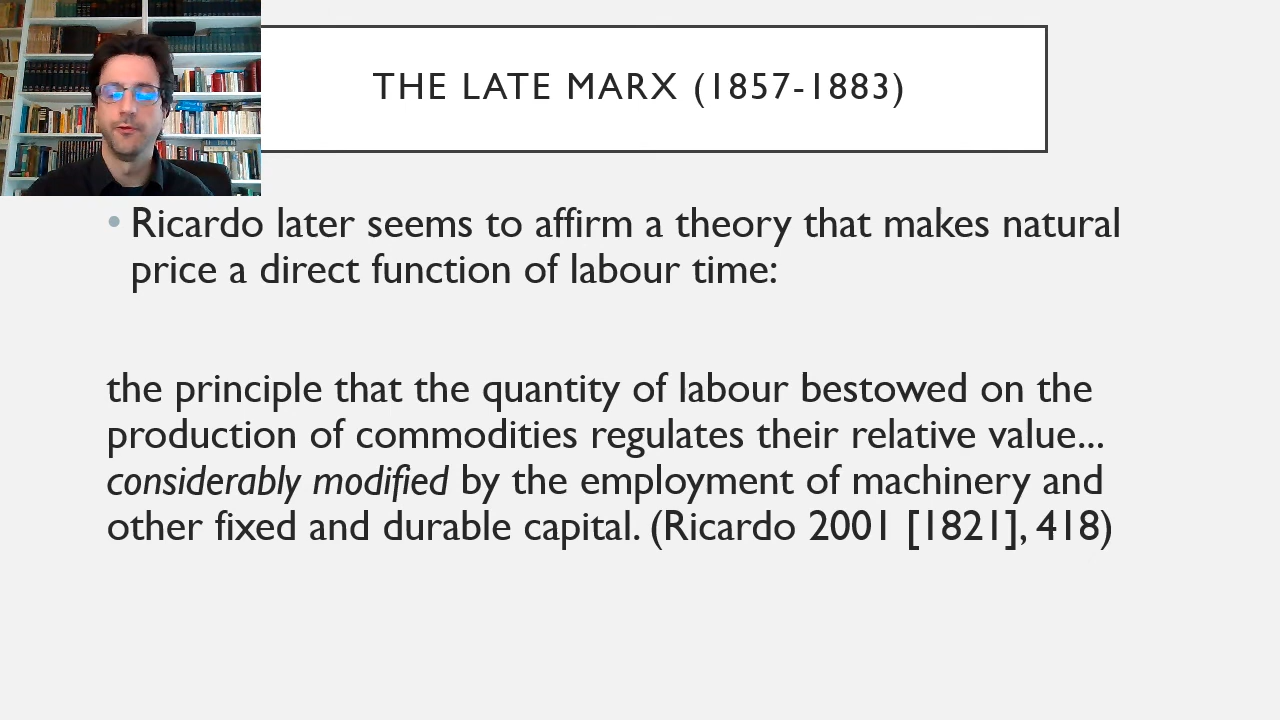 THE LATE MARX (1857-1883)
• Ricardo later seems to affirm a theory that makes natural
price a direct function of labour time:
the principle that the quantity of labour bestowed on the
production of commodities regulates their relative value...
considerably modified by the employment of machinery and
other fixed and durable capital. (Ricardo 2001 [1821], 418)